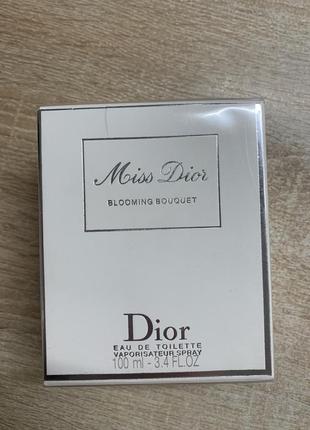 Miss Dior
BLOOMING BOUQUET
Dior
EAU DE TOILETTE
VAPORISATEUR SPRAY
100 ml - 3.4 FL.OZ